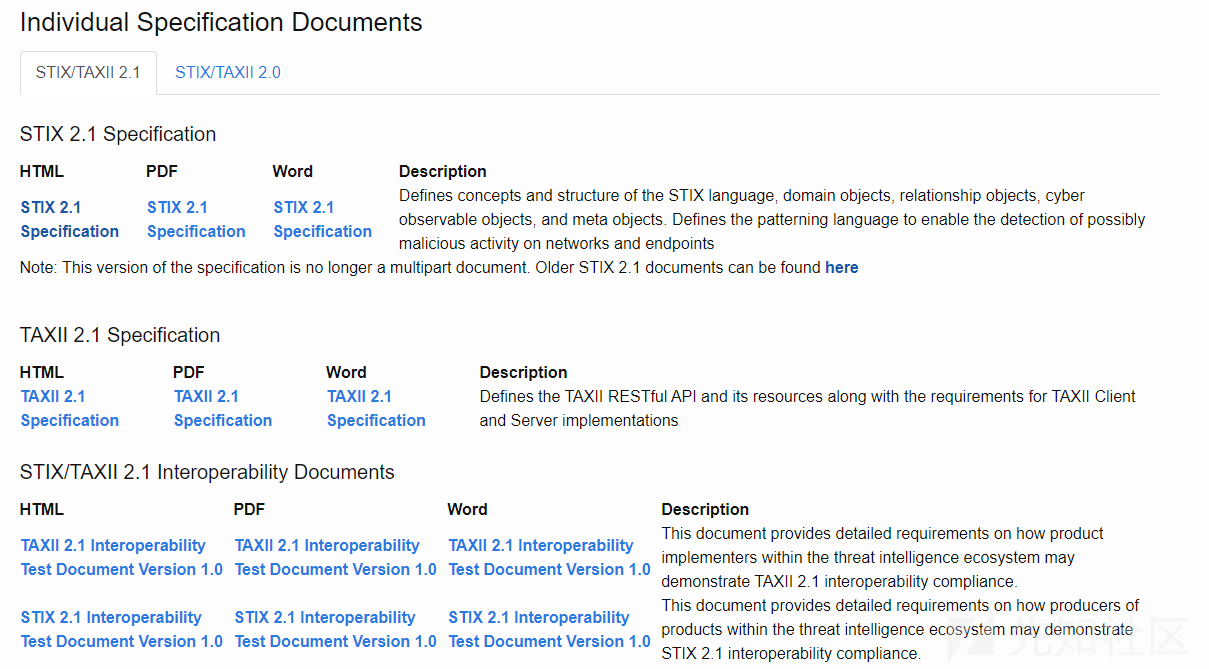 Individual Specification Documents
STIX/TAXII 2.1 STIX/TAXII 2.0
STIX 2.1 Specification
HTML PDF Word Description
STIX 2.1 Specification STIX 2.1 Specification STIX 2.1 Specification Defines concepts and structure of the STIX language, domain objects, relationship objects, cyber
observable objects, and meta objects. Defines the patterning language to enable the detection of possibly
malicious activity on networks and endpoints
Note: This version of the specification is no longer a multipart document. Older STIX 2.1 documents can be found here
TAXII 2.1 Specification
HTML PDF Word Description
TAXII 2.1 TAXII 2.1 TAXII 2.1 Defines the TAXII RESTful API and its resources along with the requirements for TAXII Client
Specification Specification Specification and Server implementations
STIX/TAXII 2.1 Interoperability Documents
HTML PDF Word Description
TAXII 2.1 Interoperability Test Document Version 1.0 TAXII 2.1 Interoperability Test Document Version 1.0 TAXII 2.1 Interoperability Test Document Version 1.0 This document provides detailed requirements on how product
implementers within the threat intelligence ecosystem may
demonstrate TAXII 2.1 interoperability compliance.
STIX 2.1 Interoperability Test Document Version 1.0 STIX 2.1 Interoperability Test Document Version 1.0 STIX 2.1 Interoperability Test Document Version 1.0 This document provides detailed requirements on how producers of
products within the threat intelligence ecosystem may demonstrate
STIX 2.1 interoperability compliance.
先知社区